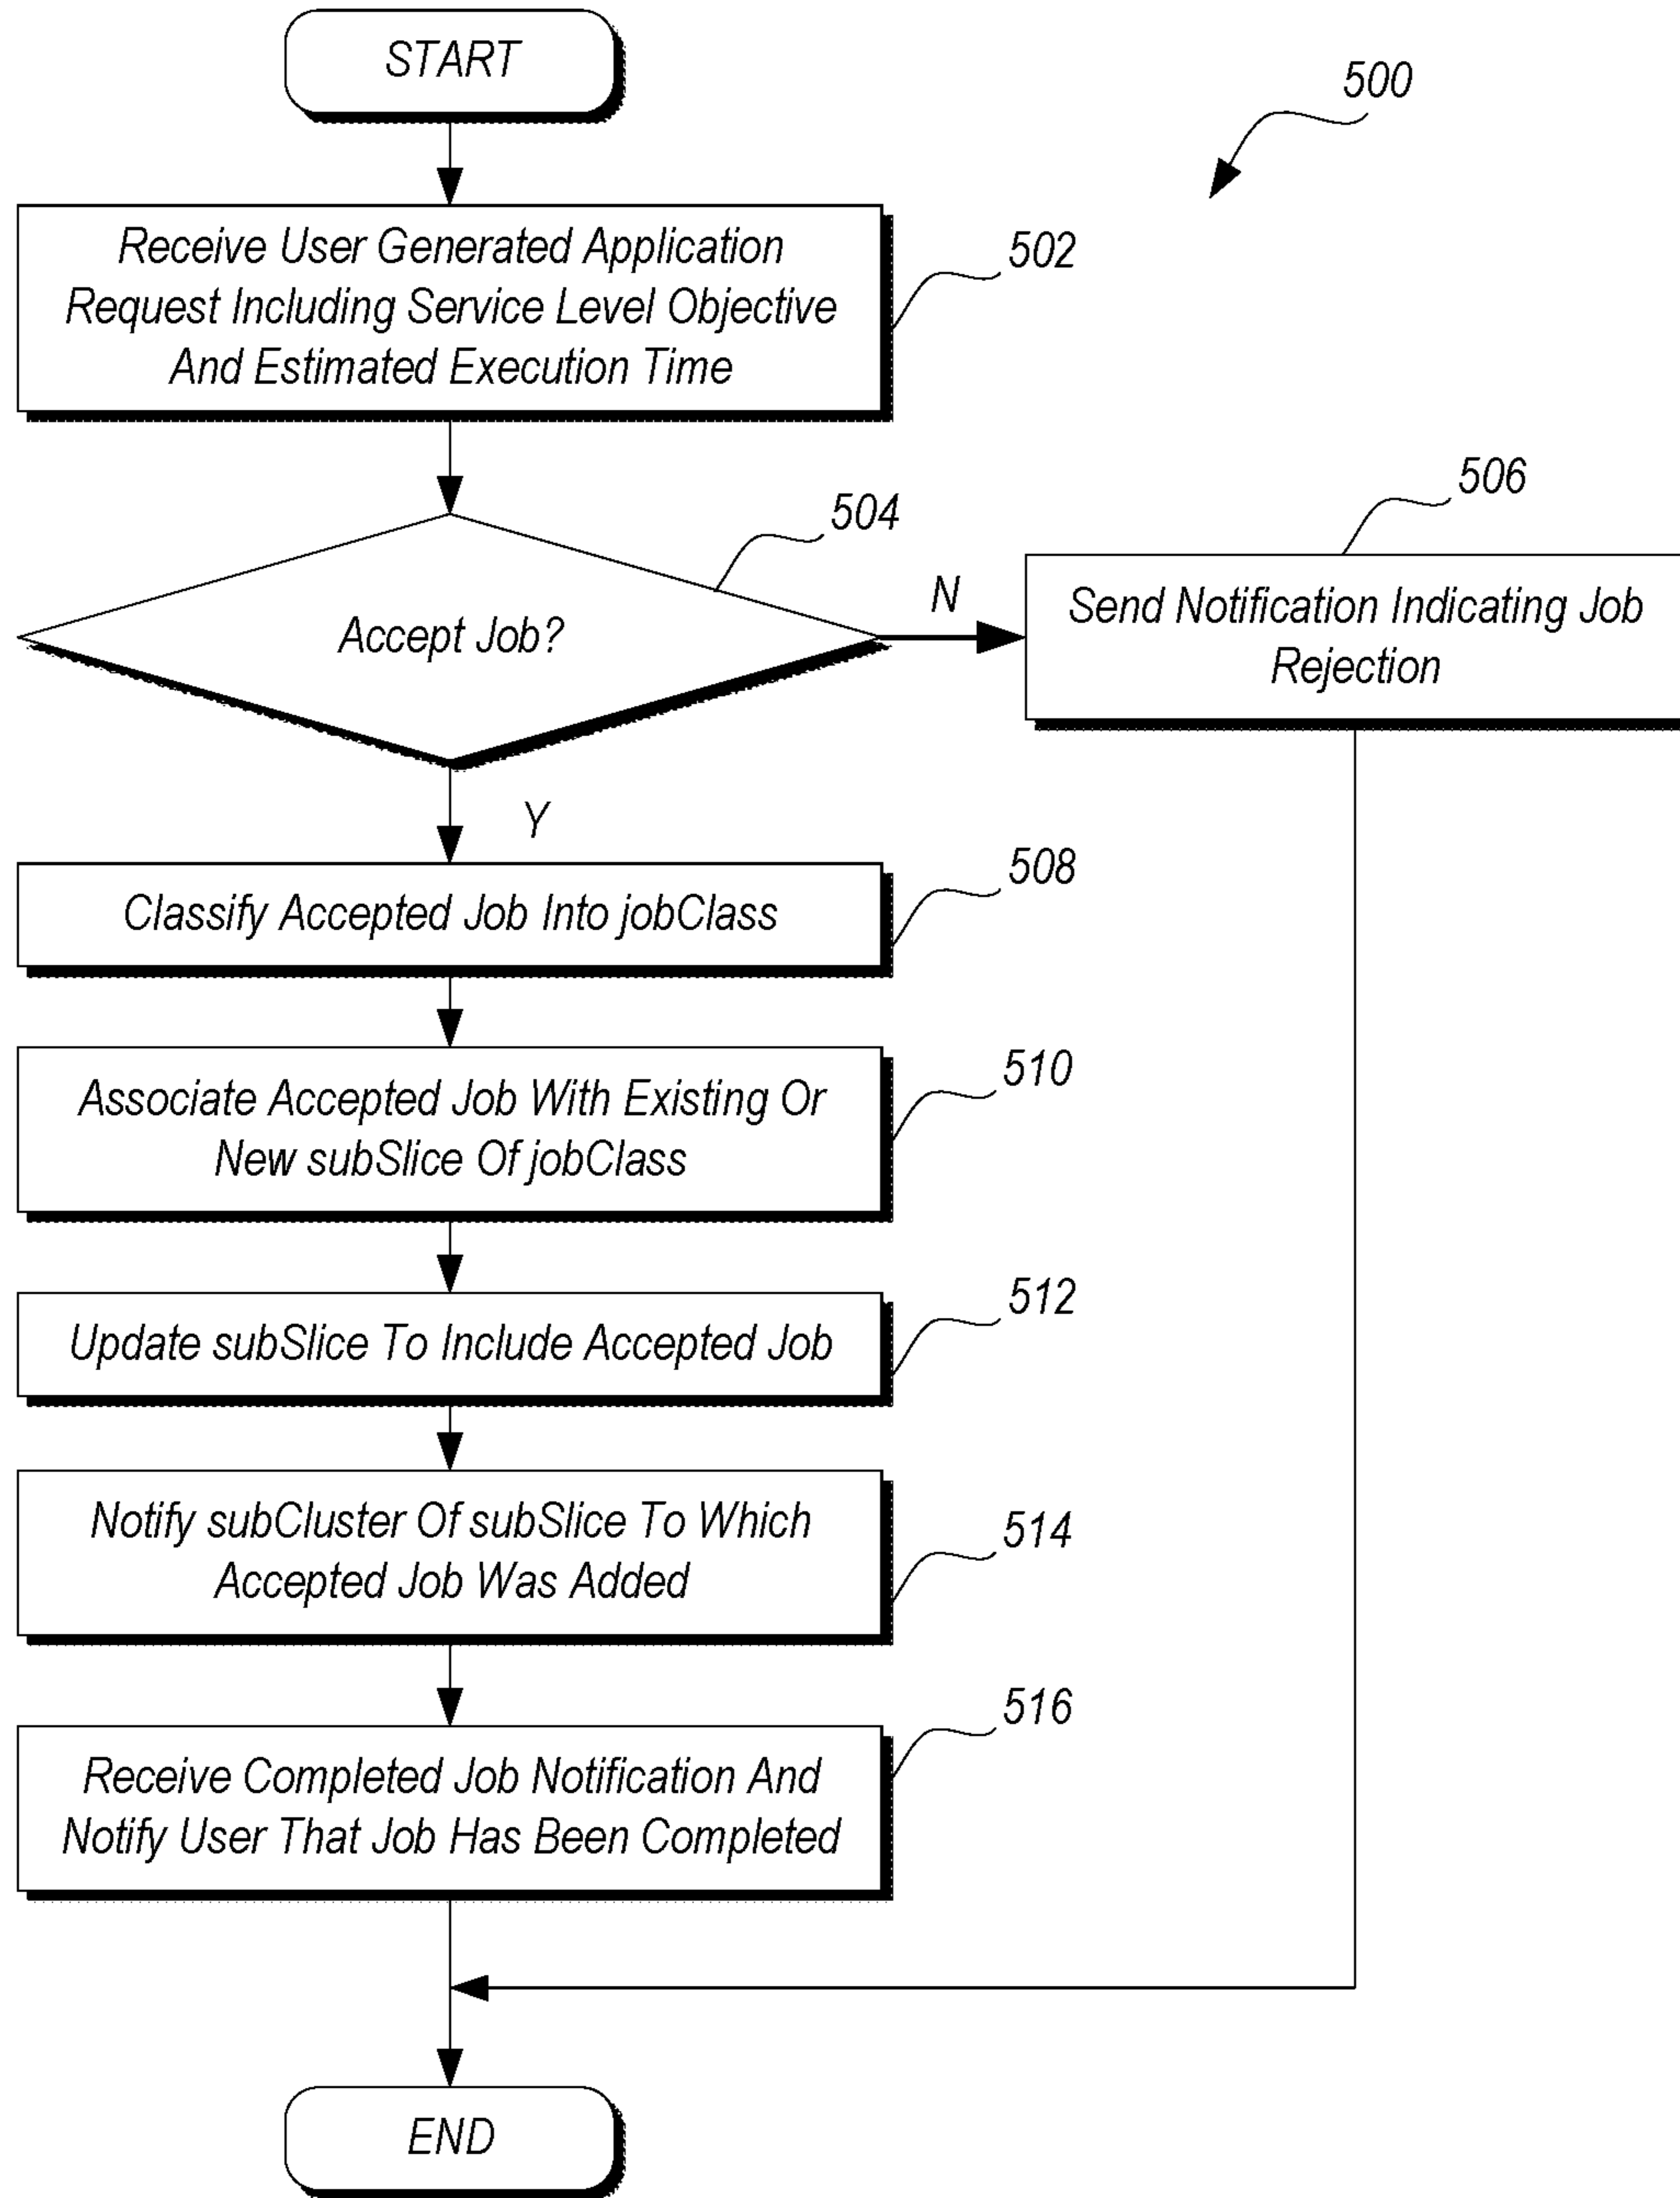 START
500
Receive User Generated Application
Request Including Service Level Objective
And Estimated Execution Time
502
504
Accept Job?
N
506
Send Notification Indicating Job
Rejection
Y
508
Classify Accepted Job Into jobClass
510
Associate Accepted Job With Existing Or
New subSlice Of jobClass
512
Update subSlice To Include Accepted Job
514
Notify subCluster Of subSlice To Which
Accepted Job Was Added
516
Receive Completed Job Notification And
Notify User That Job Has Been Completed
END